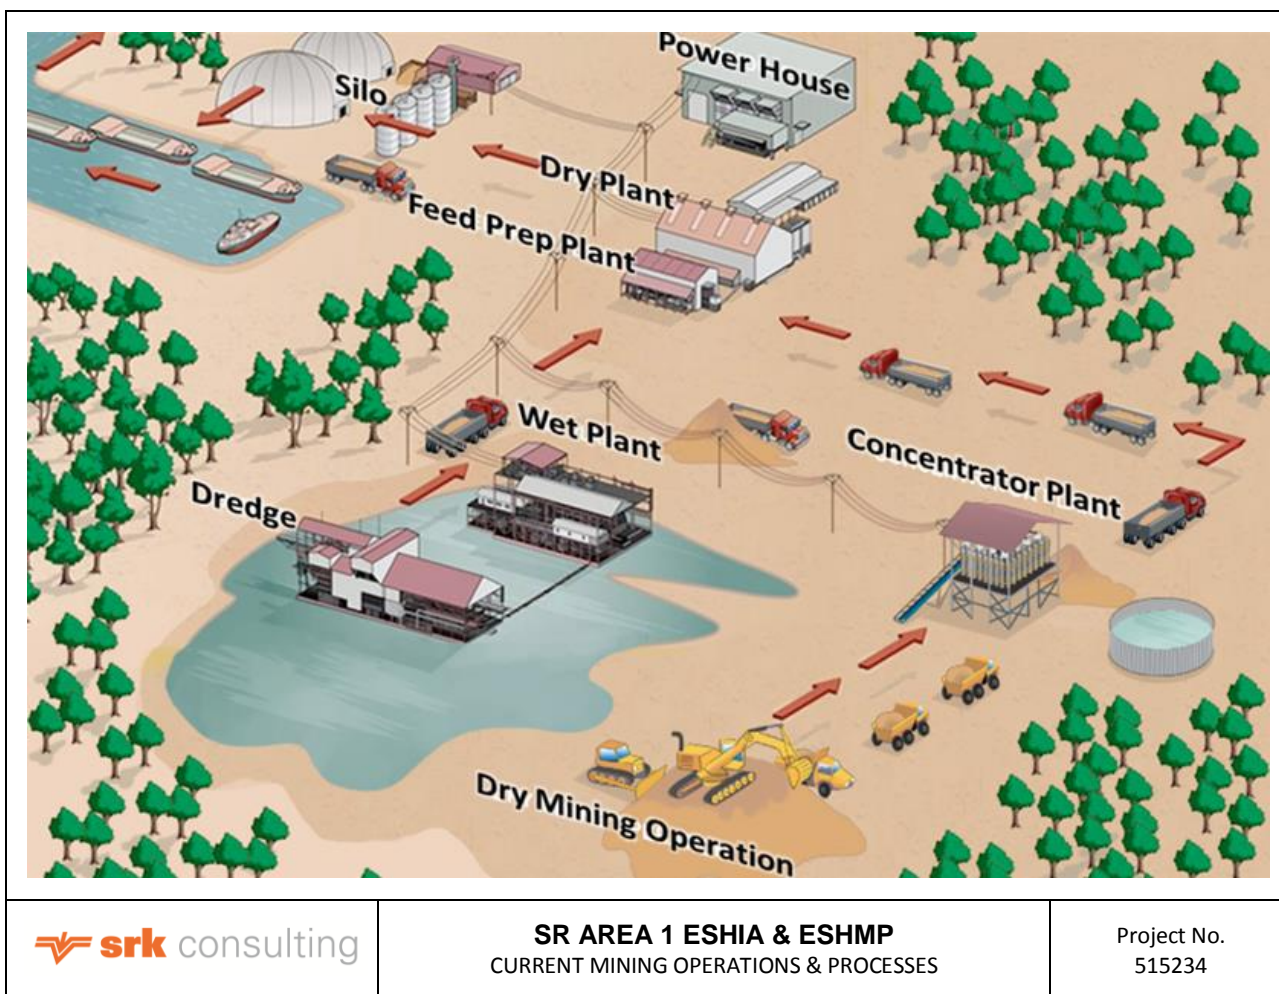 Power House
Silo
Dry Plant
Feed Prep Plant
Wet Plant
Concentrator Plant
Dredge
Dry Mining Operation
srk consulting
SR AREA 1 ESHIA & ESHMP
CURRENT MINING OPERATIONS & PROCESSES
Project No.
515234